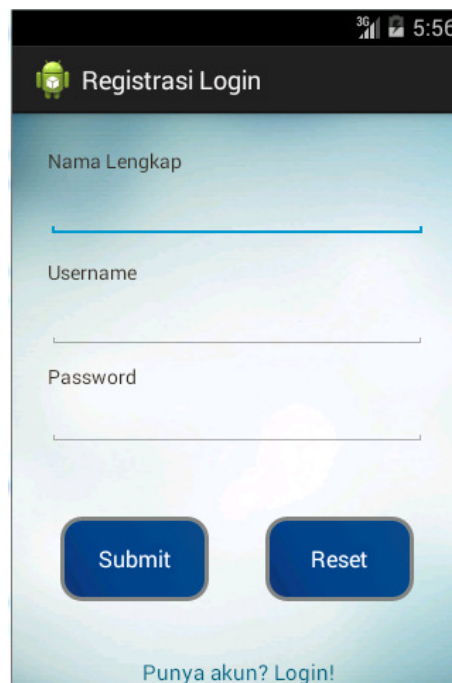 3G 5:56
Registrasi Login
Nama Lengkap
Username
Password
Submit Reset
Punya akun? Login!